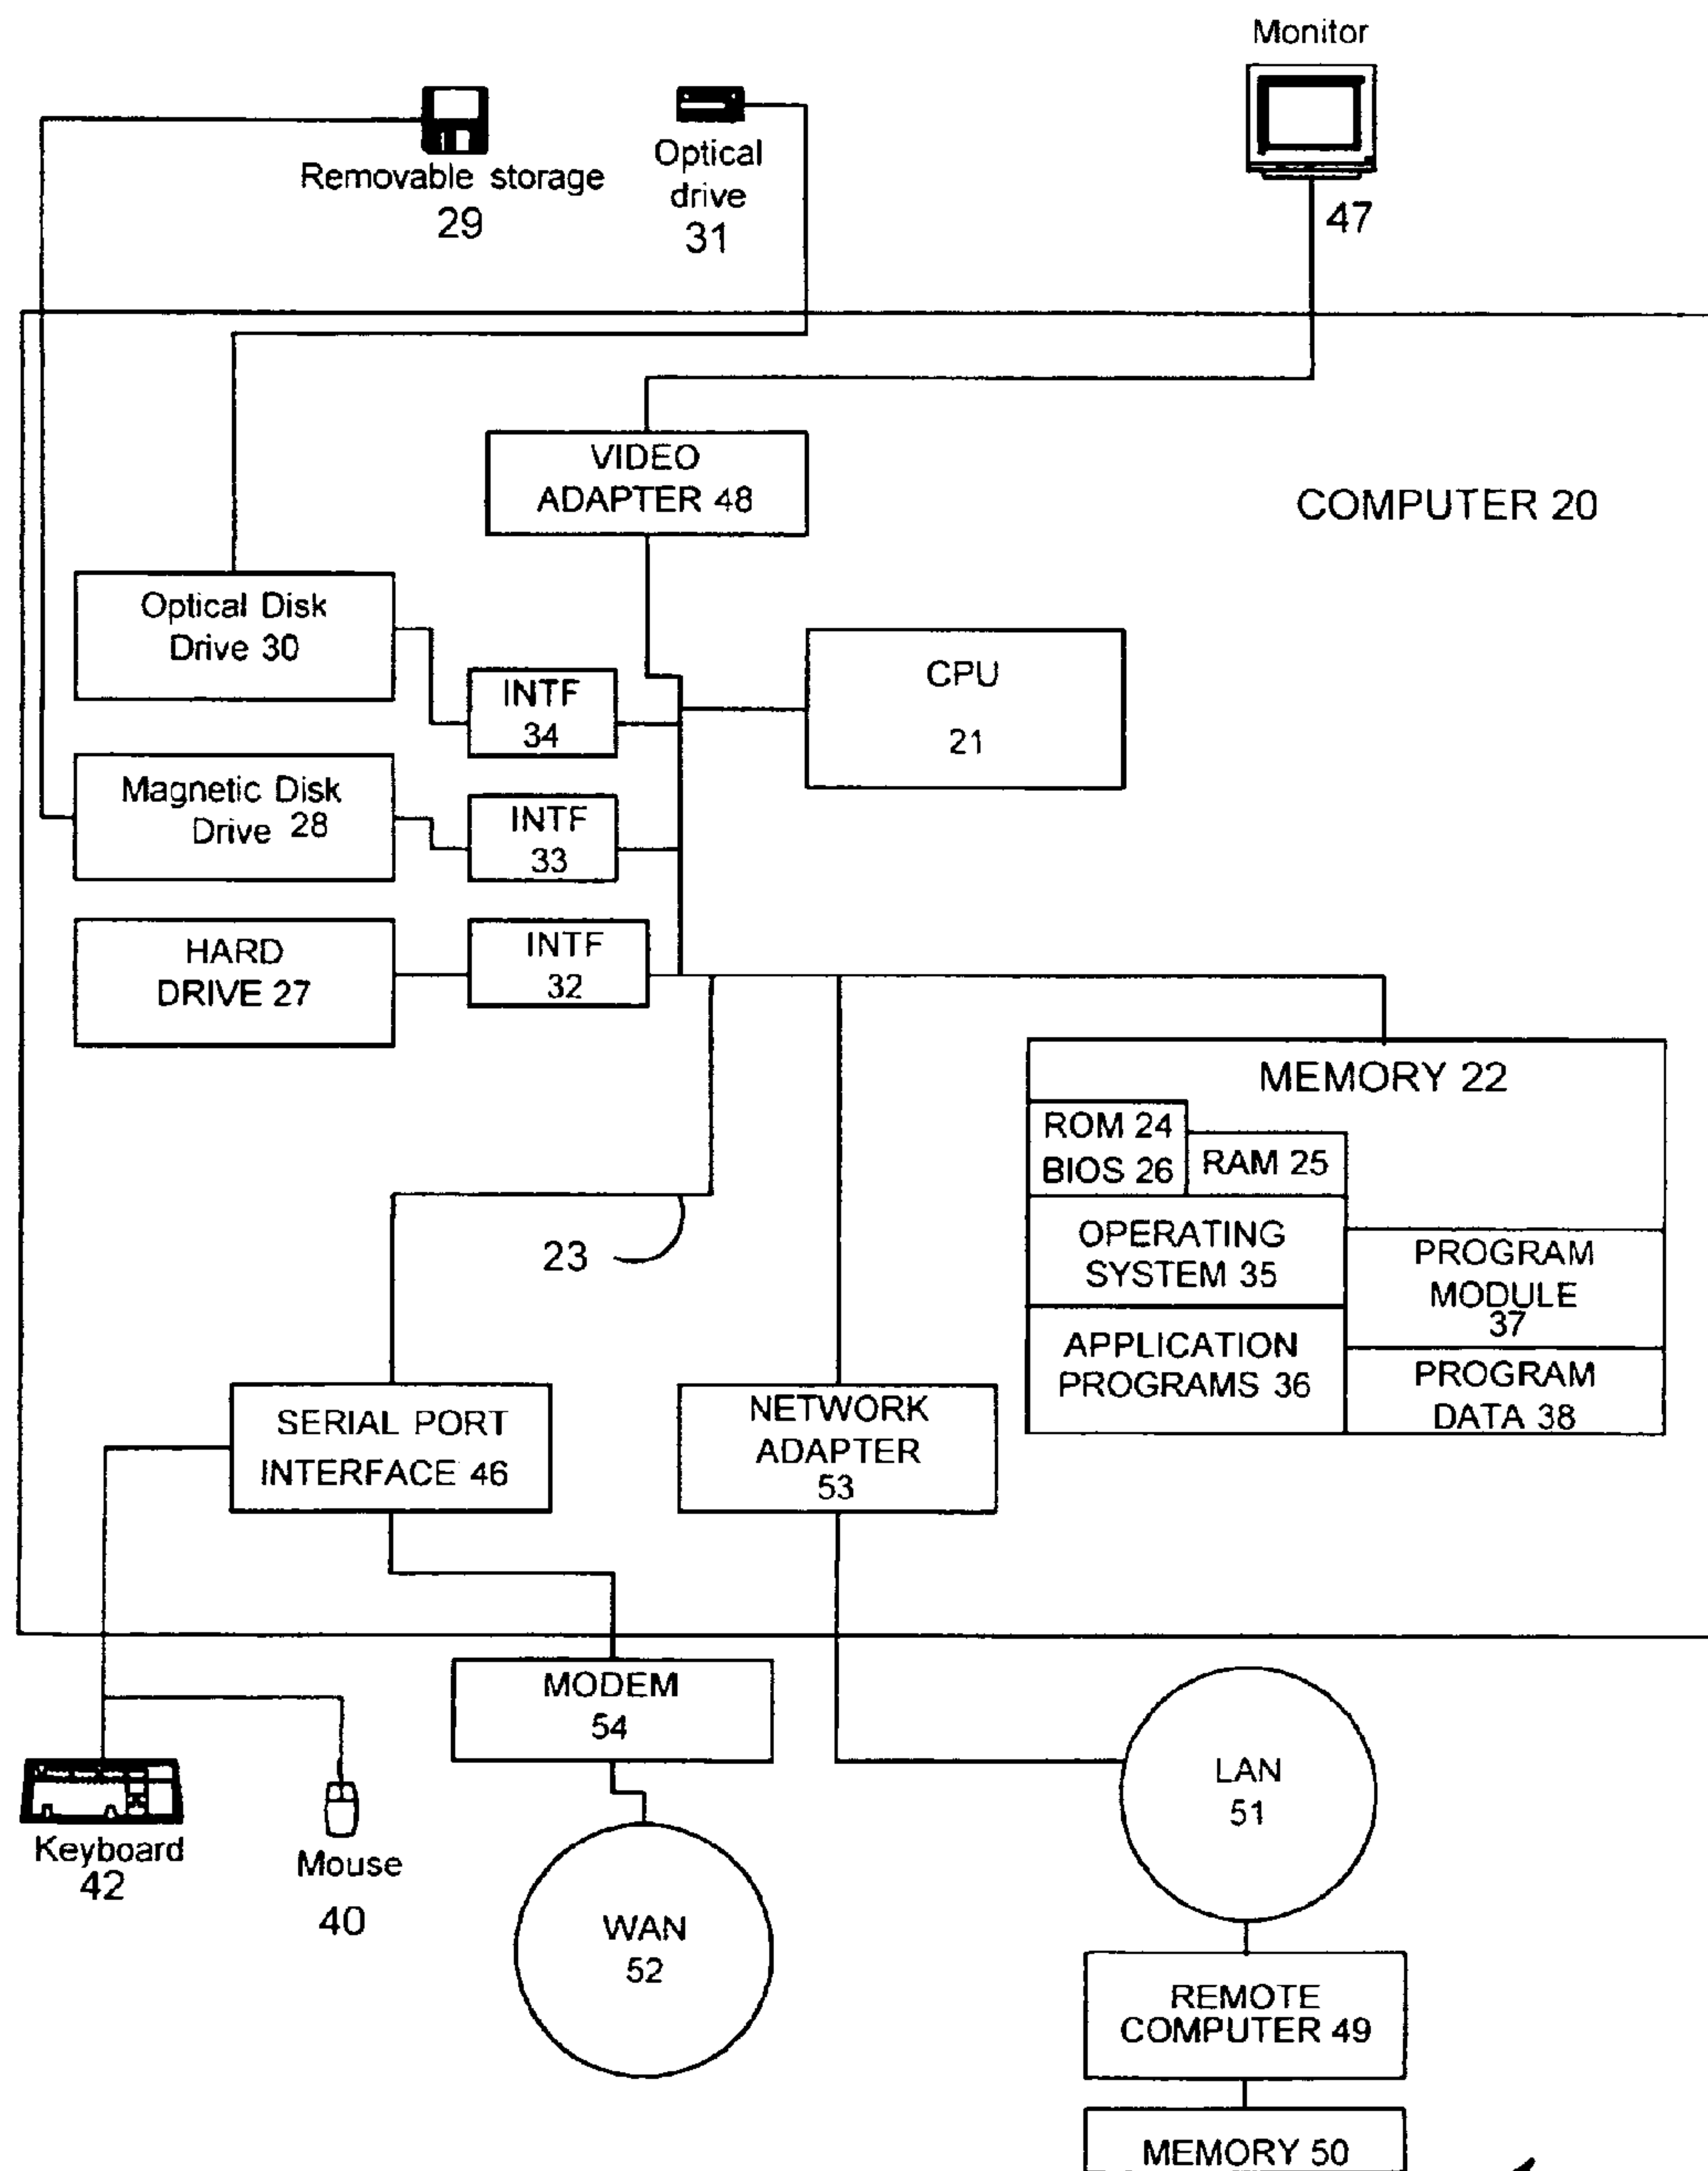 Monitor
47
Removable storage
29
Optical
drive
31
COMPUTER 20
VIDEO
ADAPTER 48
Optical Disk
Drive 30
INTF
34
CPU
21
Magnetic Disk
Drive 28
INTF
33
HARD
DRIVE 27
INTF
32
MEMORY 22
ROM 24
BIOS 26
RAM 25
OPERATING
SYSTEM 35
PROGRAM
MODULE
37
APPLICATION
PROGRAMS 36
PROGRAM
DATA 38
23
SERIAL PORT
INTERFACE 46
NETWORK
ADAPTER
53
MODEM
54
LAN
51
Keyboard
42
Mouse
40
WAN
52
REMOTE
COMPUTER 49
MEMORY 50